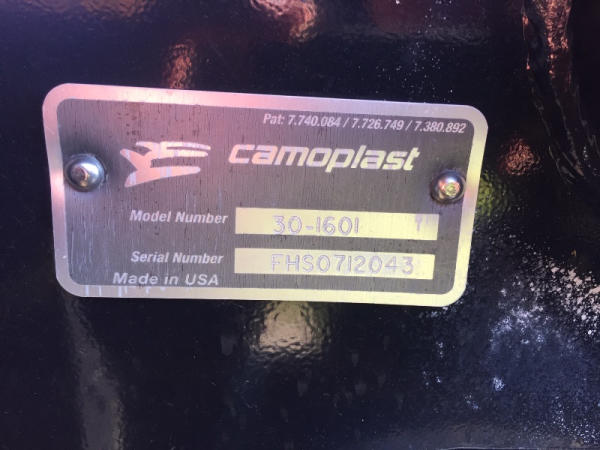 Pat: 7.740.084 / 7.726.749 / 7.380.892
camoplast
Model Number 30-1601 T
Serial Number FHS0712043
Made in USA